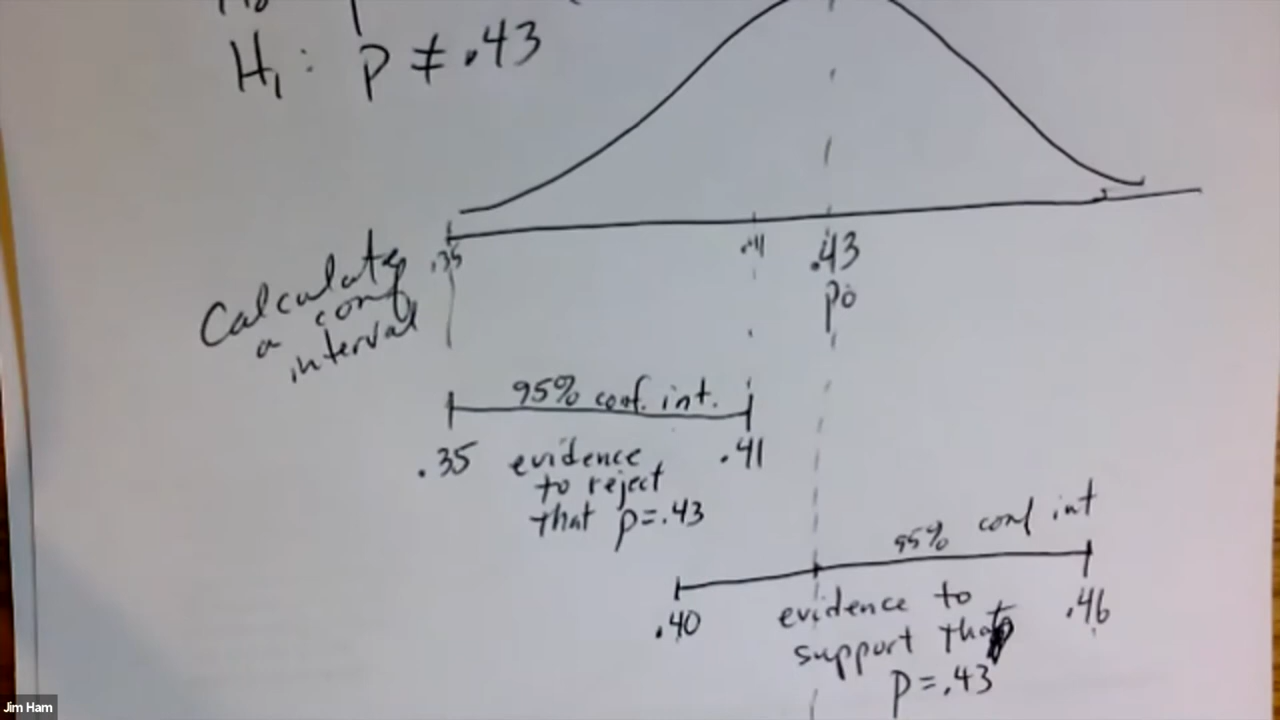 H₁: p ≠ .43
.35
.41
.43
p₀
Calculate
a conf
interval
95% conf. int.
.35
.41
evidence
to reject
that p=.43
95% conf int
.40
.46
evidence to
support that
p=.43
Jim Ham